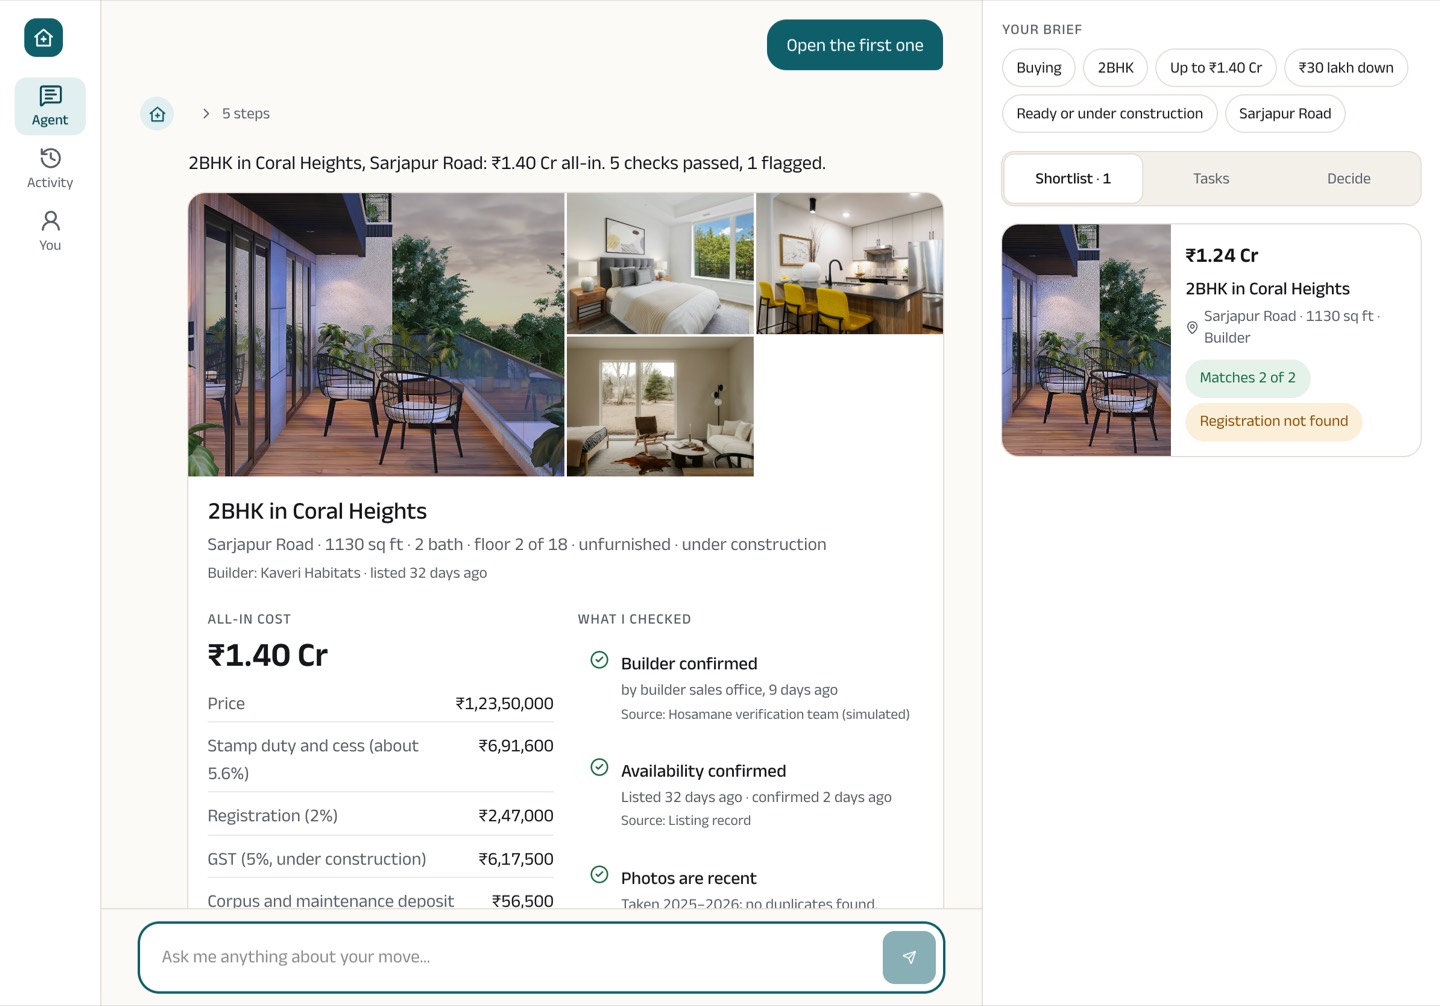 Agent
Activity
You
Open the first one
5 steps
2BHK in Coral Heights, Sarjapur Road: ₹1.40 Cr all-in. 5 checks passed, 1 flagged.
2BHK in Coral Heights
Sarjapur Road · 1130 sq ft · 2 bath · floor 2 of 18 · unfurnished · under construction
Builder: Kaveri Habitats · listed 32 days ago
ALL-IN COST
₹1.40 Cr
Price ₹1,23,50,000
Stamp duty and cess (about ₹6,91,600
5.6%)
Registration (2%) ₹2,47,000
GST (5%, under construction) ₹6,17,500
Corpus and maintenance deposit ₹56,500
WHAT I CHECKED
Builder confirmed
by builder sales office, 9 days ago
Source: Hosamane verification team (simulated)
Availability confirmed
Listed 32 days ago · confirmed 2 days ago
Source: Listing record
Photos are recent
Taken 2025–2026; no duplicates found.
Ask me anything about your move...
YOUR BRIEF
Buying
2BHK
Up to ₹1.40 Cr
₹30 lakh down
Ready or under construction
Sarjapur Road
Shortlist · 1
Tasks
Decide
₹1.24 Cr
2BHK in Coral Heights
Sarjapur Road · 1130 sq ft ·
Builder
Matches 2 of 2
Registration not found